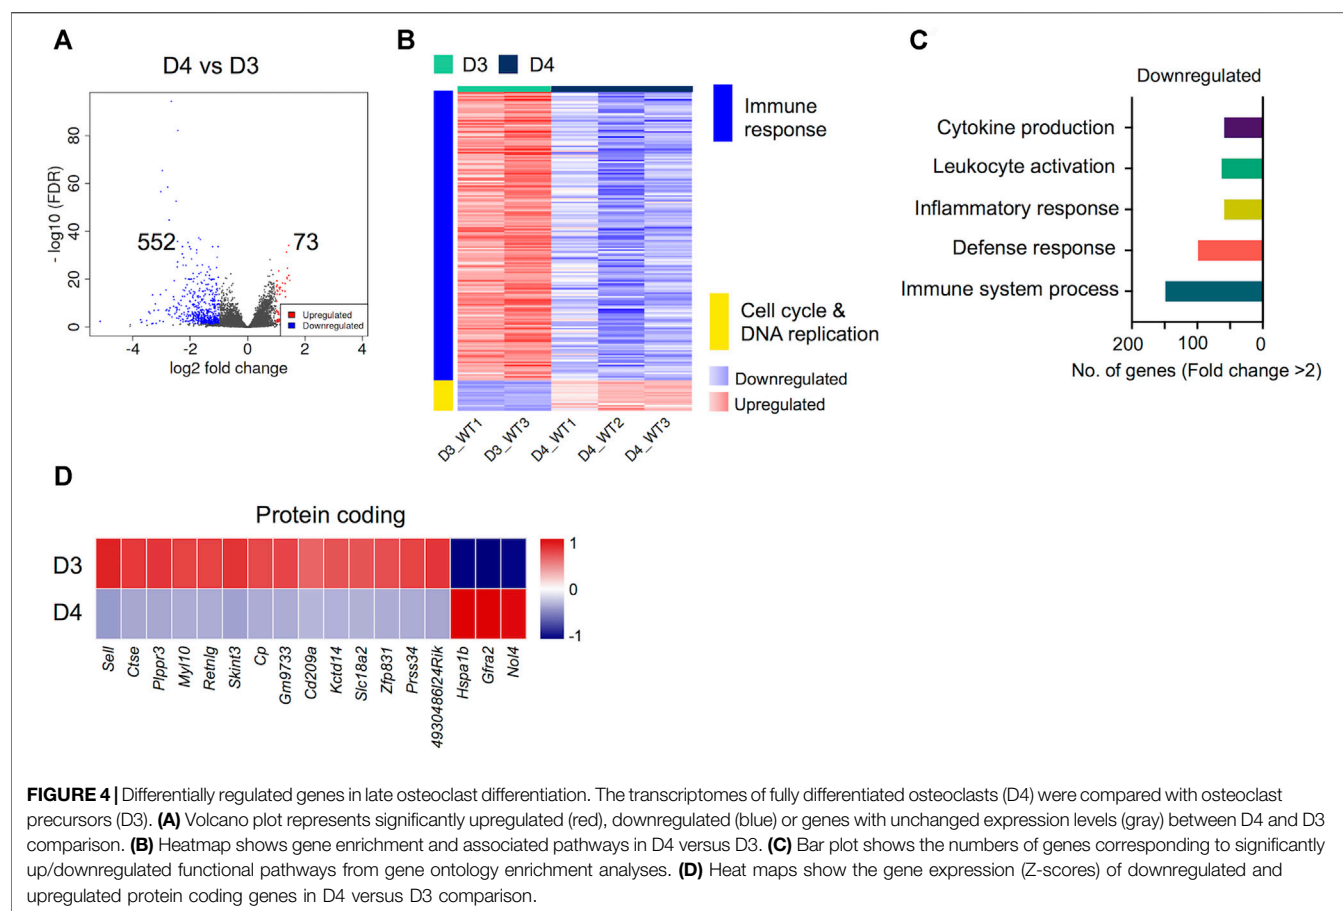 A
D4 vs D3
- log10 (FDR)
80
60
40
20
0
552
73
Upregulated
Downregulated
-4
-2
0
2
4
log2 fold change
B
D3
D4
Immune
response
Cell cycle &
DNA replication
Downregulated
Upregulated
D3_WT1
D3_WT3
D4_WT1
D4_WT2
D4_WT3
C
Downregulated
Cytokine production
Leukocyte activation
Inflammatory response
Defense response
Immune system process
200
100
0
No. of genes (Fold change >2)
D
Protein coding
D3
D4
1
0
-1
Sell
Ctse
Plppr3
Myl10
Retnlg
Skint3
Cp
Gm9733
Cd209a
Kctd14
Slc18a2
Zfp831
Prss34
4930486I24Rik
Hspa1b
Gfra2
Nol4
FIGURE 4 | Differentially regulated genes in late osteoclast differentiation. The transcriptomes of fully differentiated osteoclasts (D4) were compared with osteoclast
precursors (D3). (A) Volcano plot represents significantly upregulated (red), downregulated (blue) or genes with unchanged expression levels (gray) between D4 and D3
comparison. (B) Heatmap shows gene enrichment and associated pathways in D4 versus D3. (C) Bar plot shows the numbers of genes corresponding to significantly
up/downregulated functional pathways from gene ontology enrichment analyses. (D) Heat maps show the gene expression (Z-scores) of downregulated and
upregulated protein coding genes in D4 versus D3 comparison.